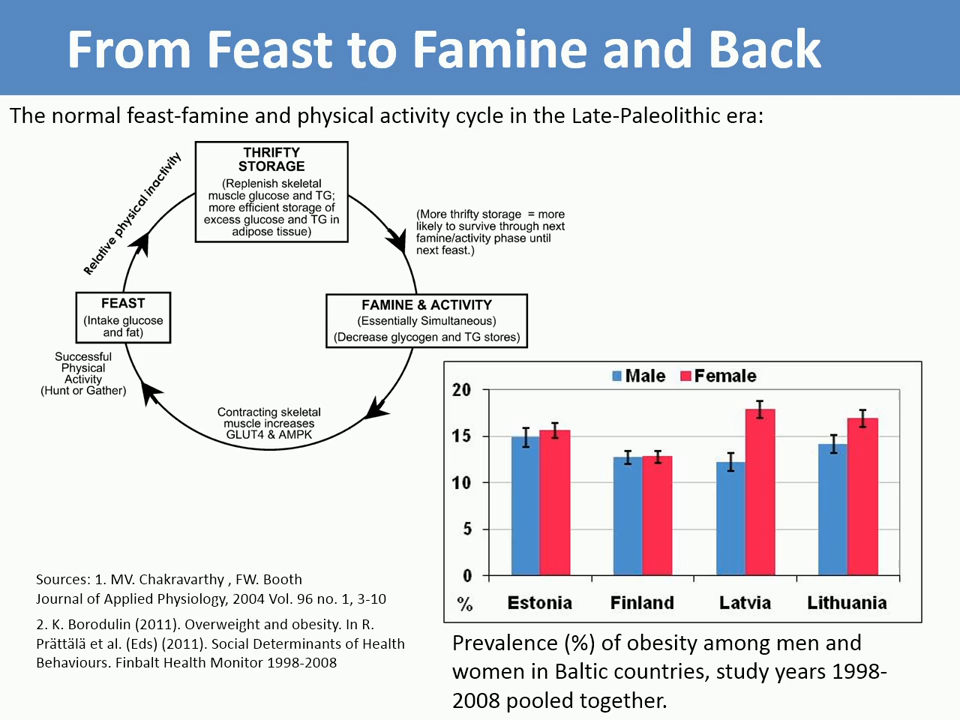 From Feast to Famine and Back
The normal feast-famine and physical activity cycle in the Late-Paleolithic era:
THRIFTY
STORAGE
(Replenish skeletal
muscle glucose and TG;
more efficient storage of
excess glucose and TG in
adipose tissue)
Relative physical inactivity
(More thrifty storage = more
likely to survive through next
famine/activity phase until
next feast.)
FEAST
(Intake glucose
and fat)
FAMINE & ACTIVITY
(Essentially Simultaneous)
(Decrease glycogen and TG stores)
Successful
Physical
Activity
(Hunt or Gather)
Contracting skeletal
muscle increases
GLUT4 & AMPK
Male Female
20
15
10
5
0
% Estonia Finland Latvia Lithuania
Sources: 1. MV. Chakravarthy , FW. Booth
Journal of Applied Physiology, 2004 Vol. 96 no. 1, 3-10
2. K. Borodulin (2011). Overweight and obesity. In R.
Prättälä et al. (Eds) (2011). Social Determinants of Health
Behaviours. Finbalt Health Monitor 1998-2008
Prevalence (%) of obesity among men and
women in Baltic countries, study years 1998-
2008 pooled together.